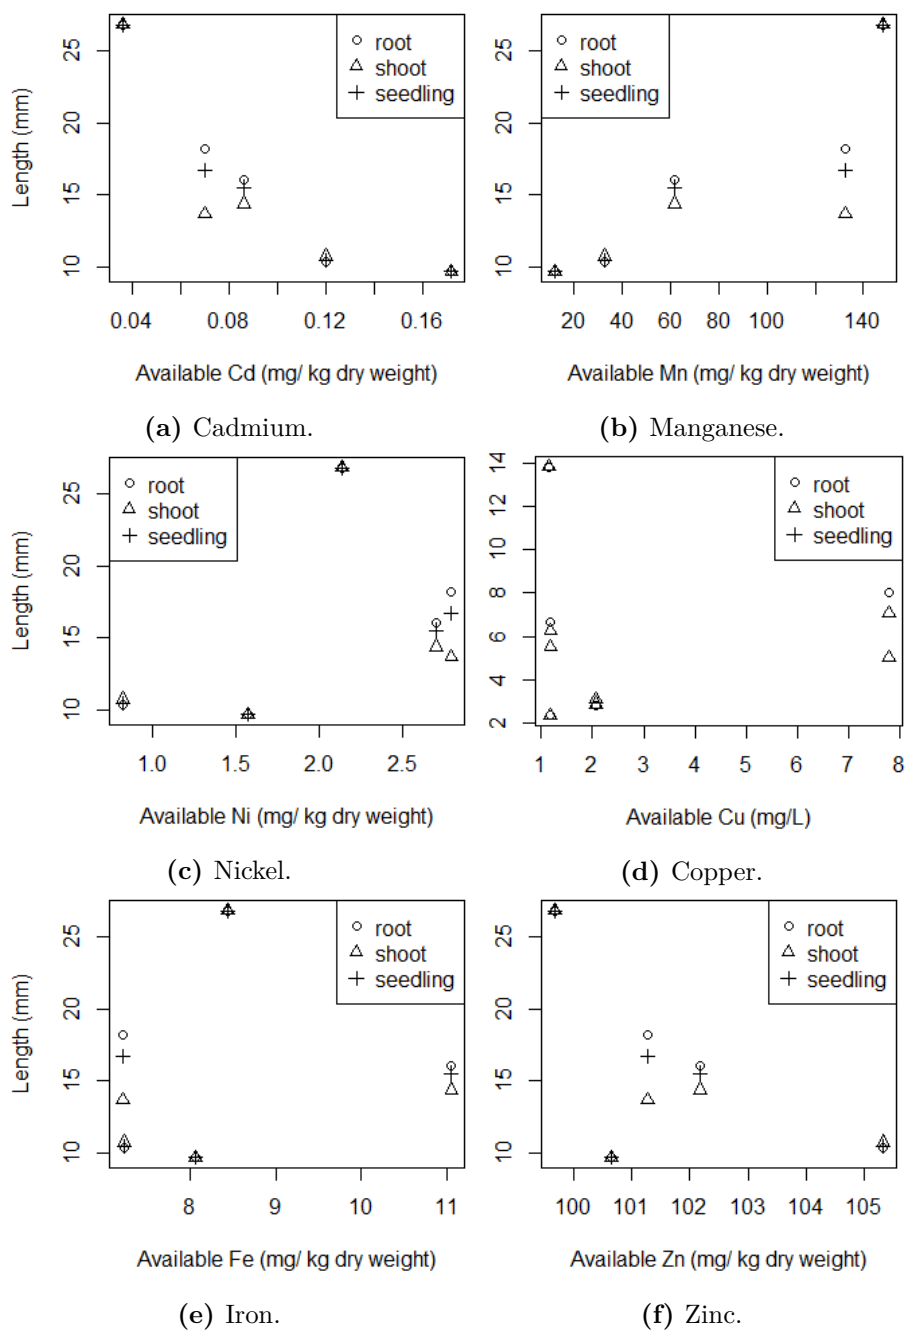 root
shoot
seedling
Length (mm)
25
20
15
10
0.04 0.08 0.12 0.16
Available Cd (mg/ kg dry weight)
(a) Cadmium.
root
shoot
seedling
25
20
15
10
20 40 60 80 100 140
Available Mn (mg/ kg dry weight)
(b) Manganese.
root
shoot
seedling
Length (mm)
25
20
15
10
1.0 1.5 2.0 2.5
Available Ni (mg/ kg dry weight)
(c) Nickel.
root
shoot
seedling
14
12
10
8
6
4
2
1 2 3 4 5 6 7 8
Available Cu (mg/L)
(d) Copper.
root
shoot
seedling
Length (mm)
25
20
15
10
8 9 10 11
Available Fe (mg/ kg dry weight)
(e) Iron.
root
shoot
seedling
25
20
15
10
100 101 102 103 104 105
Available Zn (mg/ kg dry weight)
(f) Zinc.